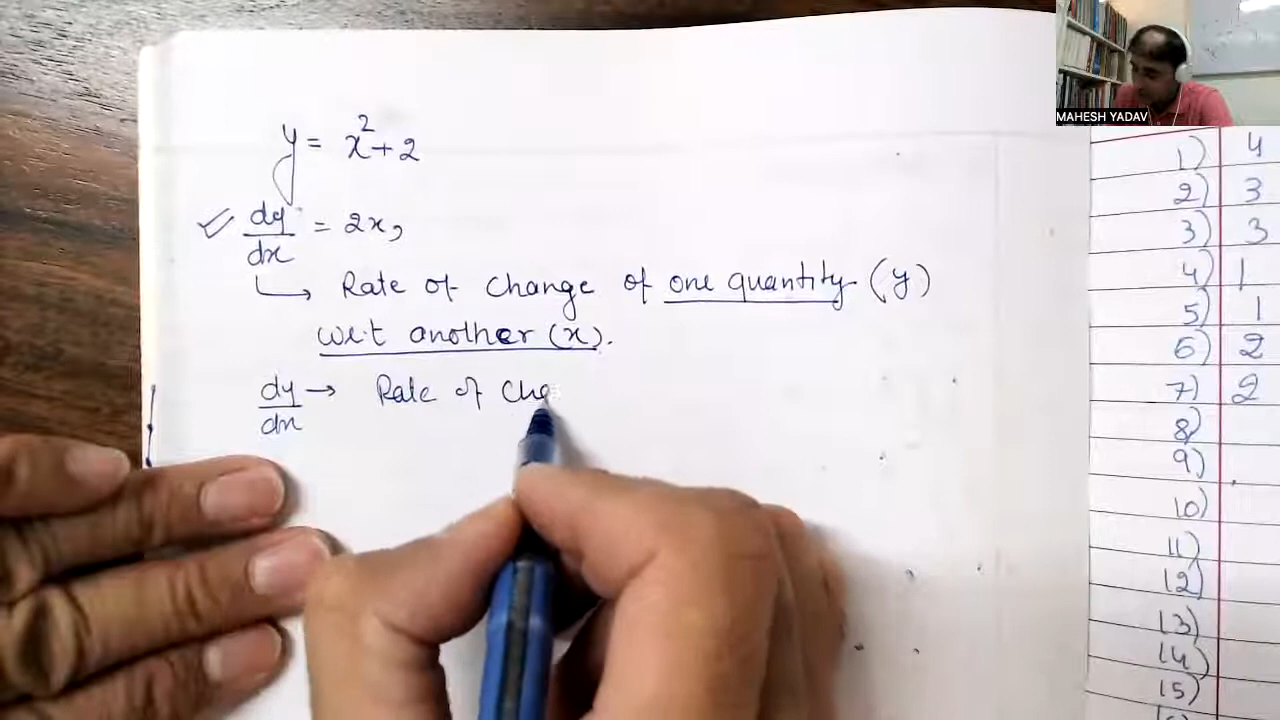 y = x² + 2
dy/dx = 2x,
Rate of change of one quantity (y)
w.r.t another (x).
dy/dx → Rate of Cha
MAHESH YADAV
1) 4
2) 3
3) 3
4) 1
5) 1
6) 2
7) 2
8)
9)
10)
11)
12)
13)
14)
15)